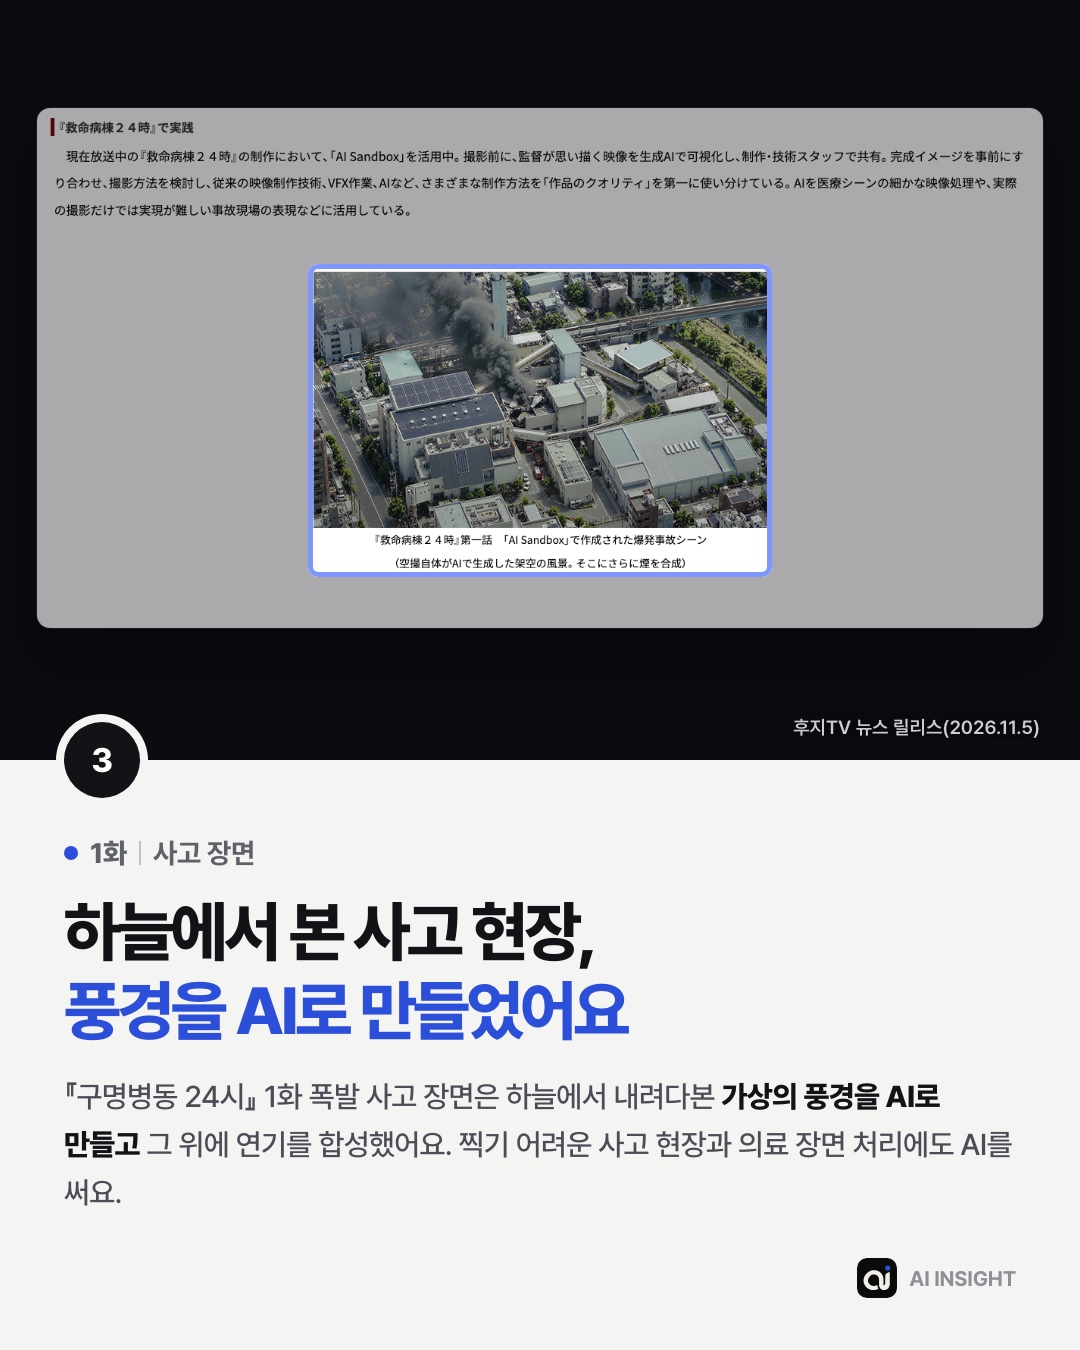 『救命病棟２４時』で実践
現在放送中の『救命病棟２４時』の制作において、「AI Sandbox」を活用中。撮影前に、監督が思い描く映像を生成AIで可視化し、制作・技術スタッフで共有。完成イメージを事前にす
り合わせ、撮影方法を検討し、従来の映像制作技術、VFX作業、AIなど、さまざまな制作方法を「作品のクオリティ」を第一に使い分けている。AIを医療シーンの細かな映像処理や、実際
の撮影だけでは実現が難しい事故現場の表現などに活用している。
『救命病棟２４時』第一話　「AI Sandbox」で作成された爆発事故シーン
（空撮自体がAIで生成した架空の風景。そこにさらに煙を合成）
후지TV 뉴스 릴리스(2026.11.5)
3
1화 | 사고 장면
하늘에서 본 사고 현장,
풍경을 AI로 만들었어요
『구명병동 24시』 1화 폭발 사고 장면은 하늘에서 내려다본 가상의 풍경을 AI로
만들고 그 위에 연기를 합성했어요. 찍기 어려운 사고 현장과 의료 장면 처리에도 AI를
써요.
ai AI INSIGHT